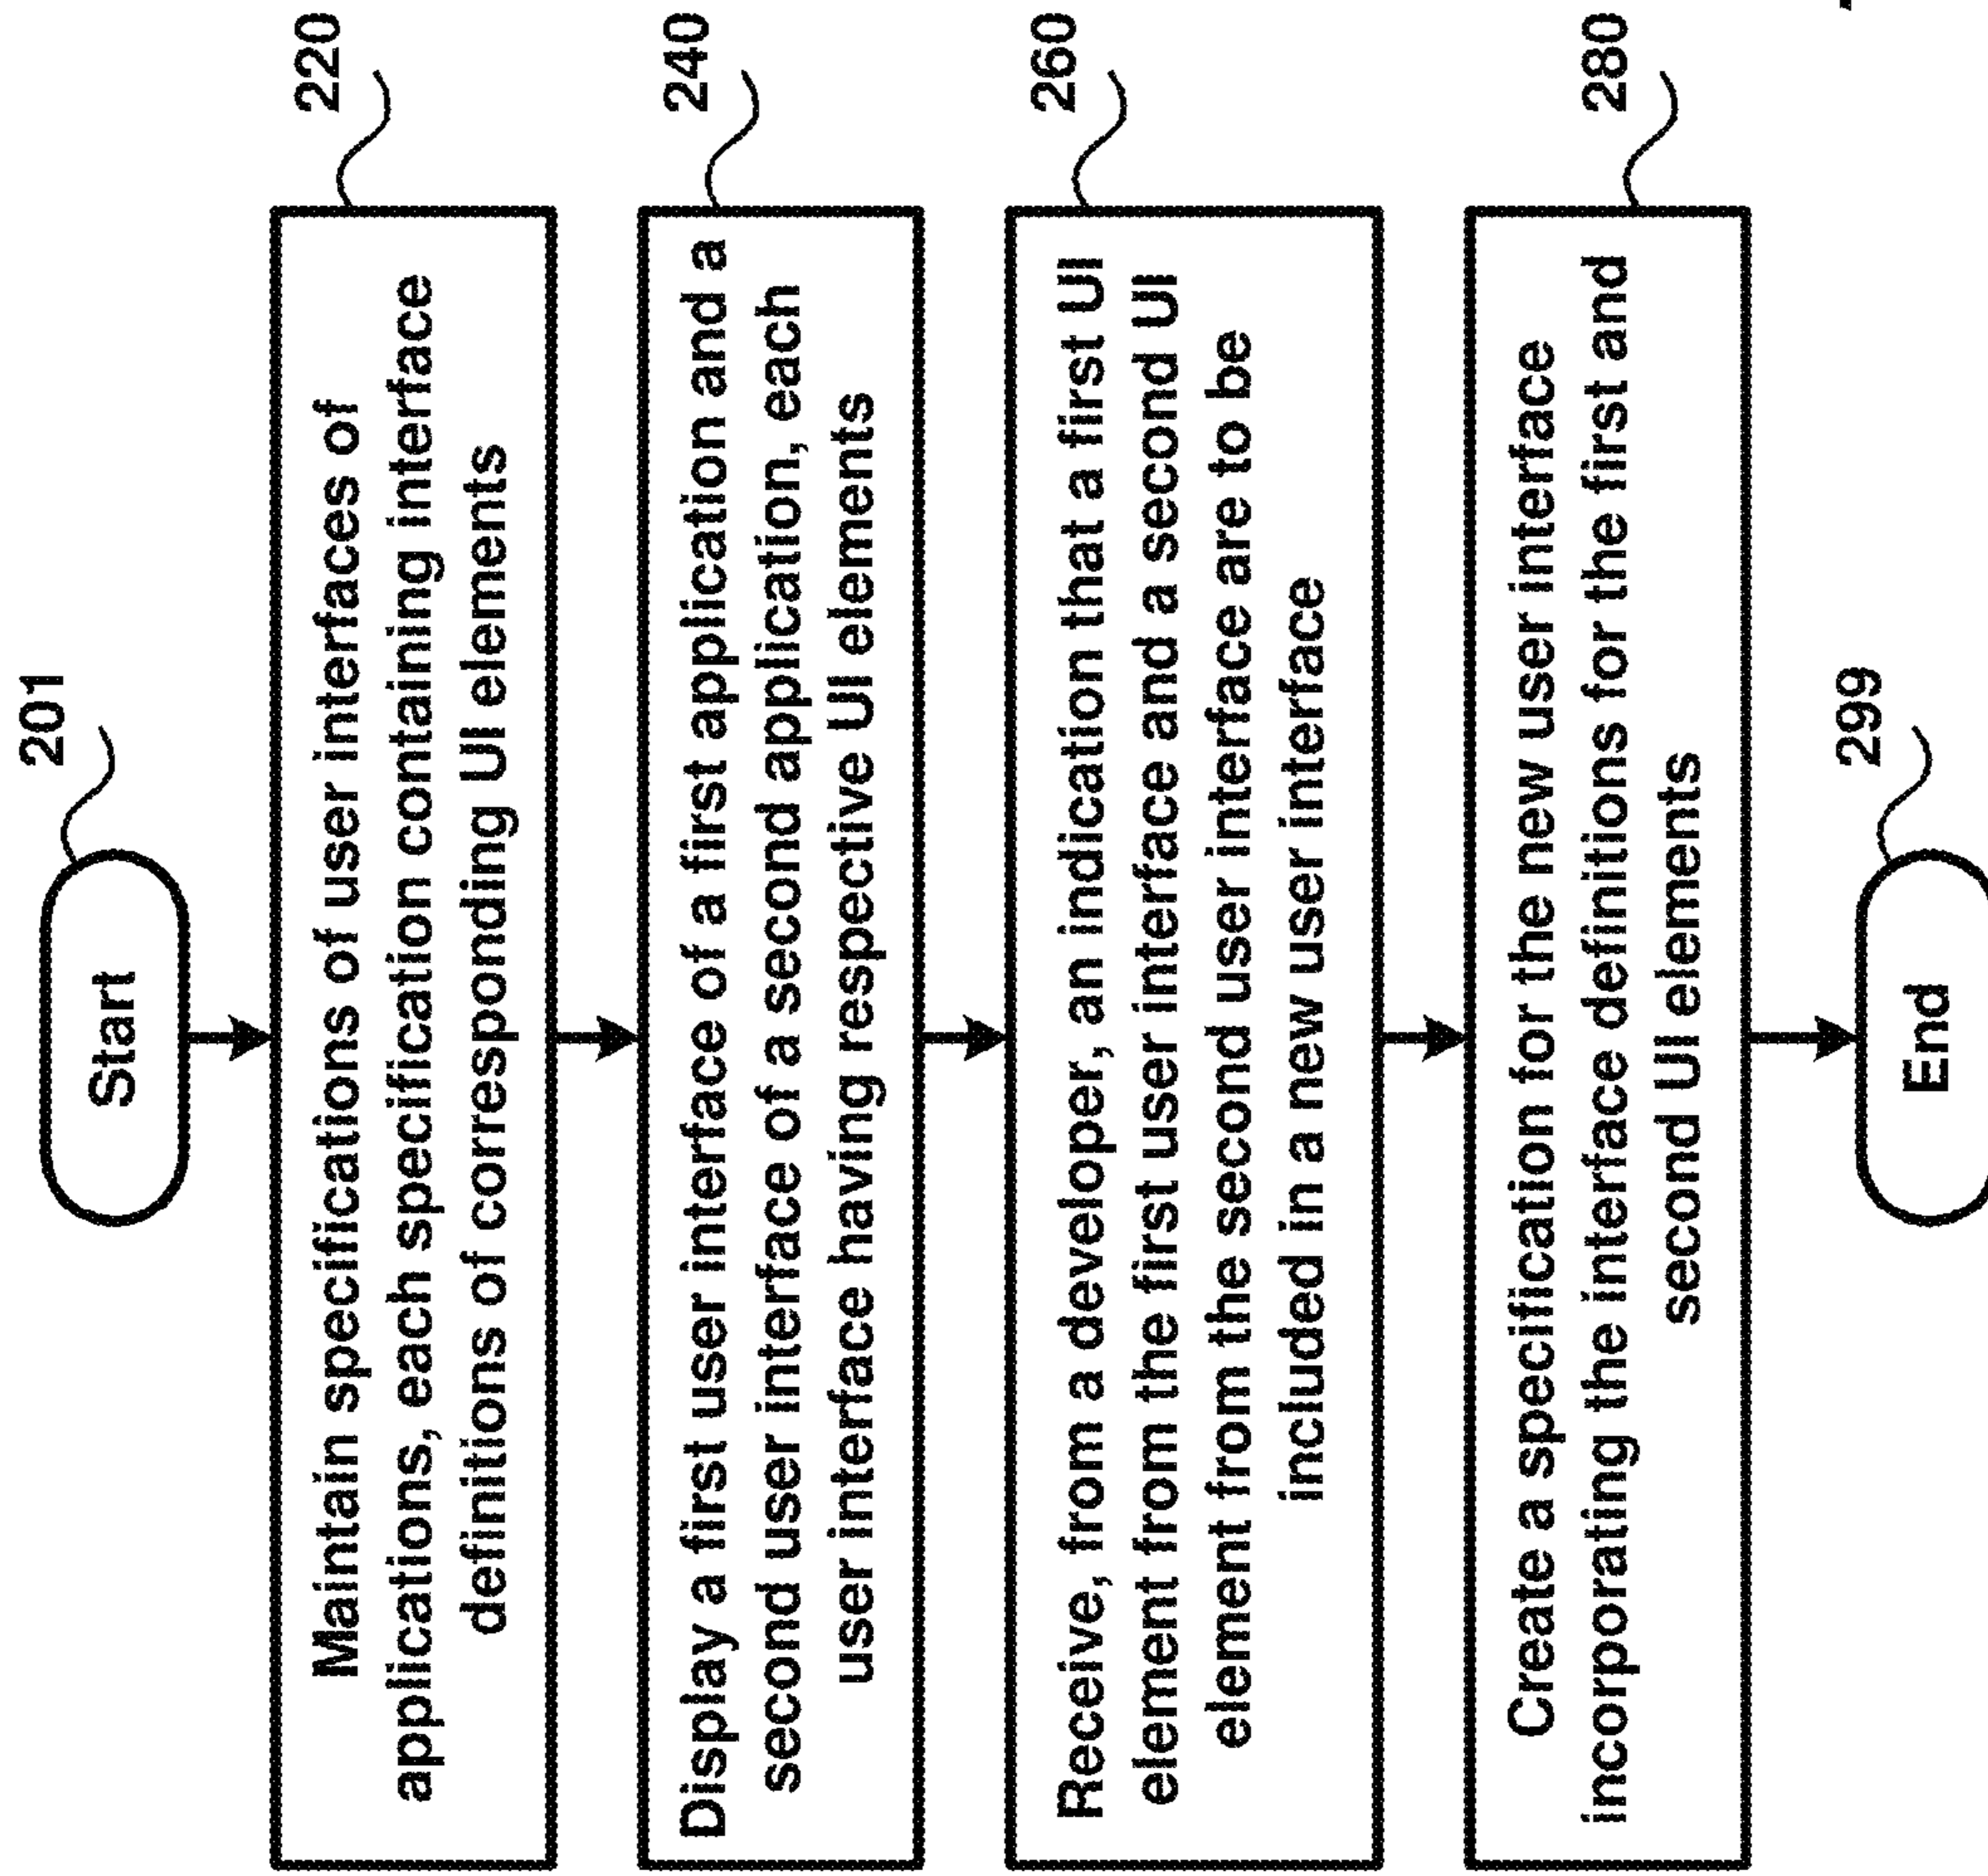 201
Start
220
Maintain specifications of user interfaces of
applications, each specification containing interface
definitions of corresponding UI elements
240
Display a first user interface of a first application and a
second user interface of a second application, each
user interface having respective UI elements
260
Receive, from a developer, an indication that a first UI
element from the first user interface and a second UI
element from the second user interface are to be
included in a new user interface
280
Create a specification for the new user interface
incorporating the interface definitions for the first and
second UI elements
299
End